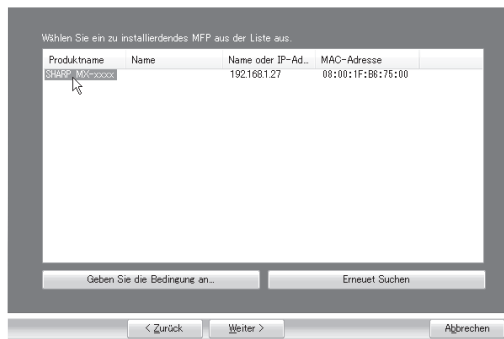 Wählen Sie ein zu installierdendes MFP aus der Liste aus.
Produktname Name Name oder IP-Ad... MAC-Adresse
SHARP MX-xxxx 192.168.1.27 08:00:1F:B6:75:00
Geben Sie die Bedingung an... Erneuet Suchen
< Zurück Weiter > Abbrechen